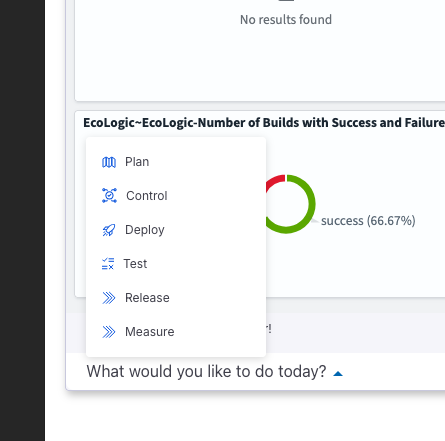 No results found
EcoLogic~EcoLogic-Number of Builds with Success and Failure
Plan
Control
Deploy
success (66.67%)
Test
Release
Measure
r!
What would you like to do today?